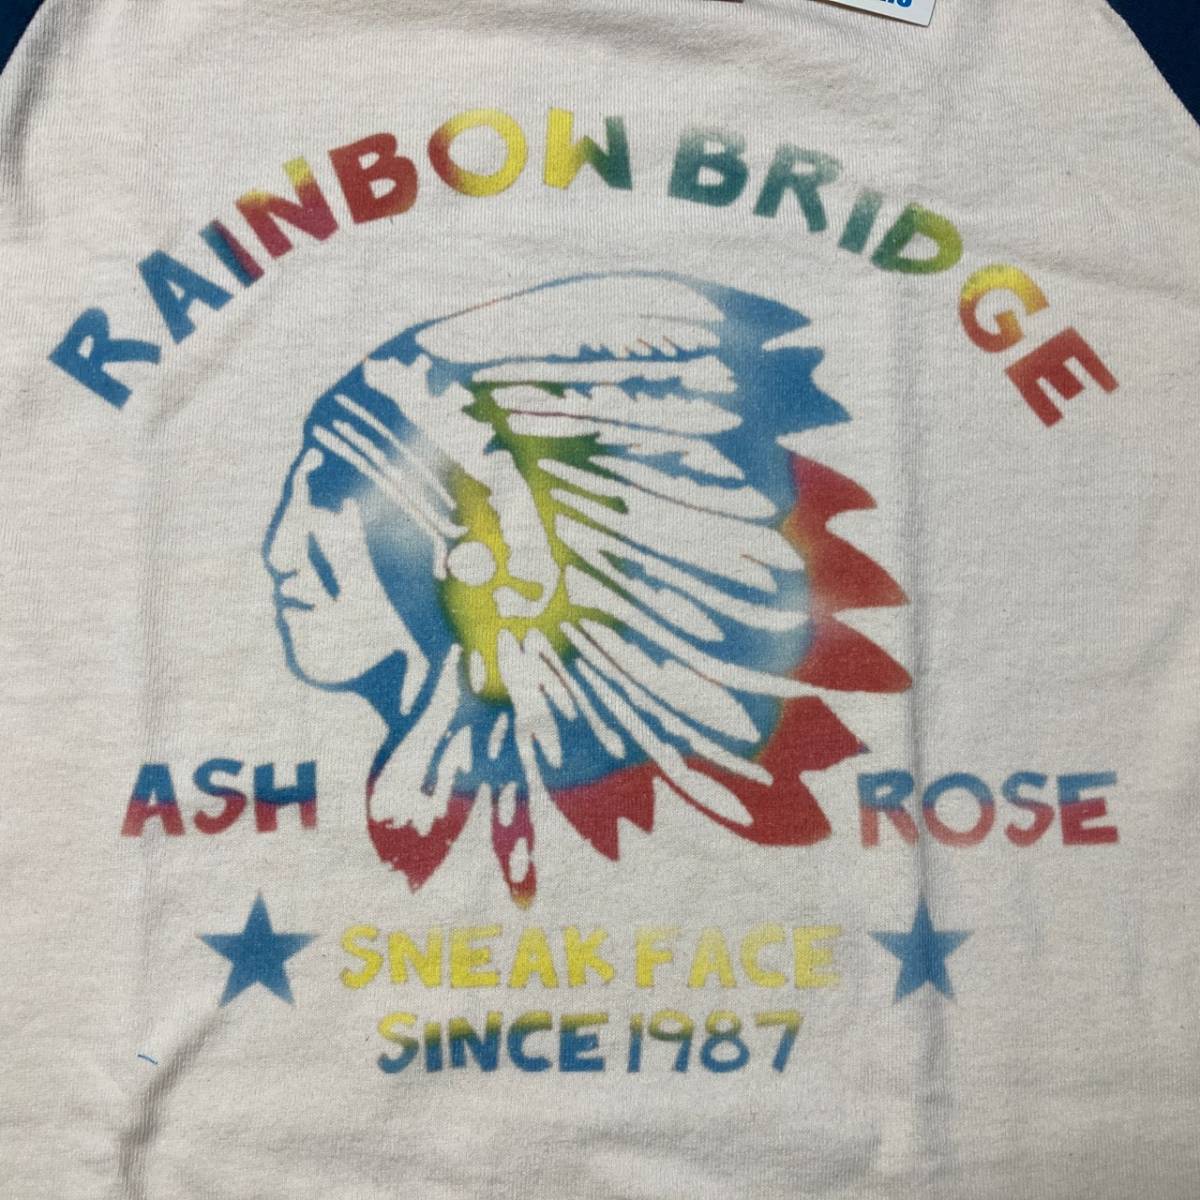 RAINBOW BRIDGE
ASH ROSE
SNEAK FACE
SINCE 1987